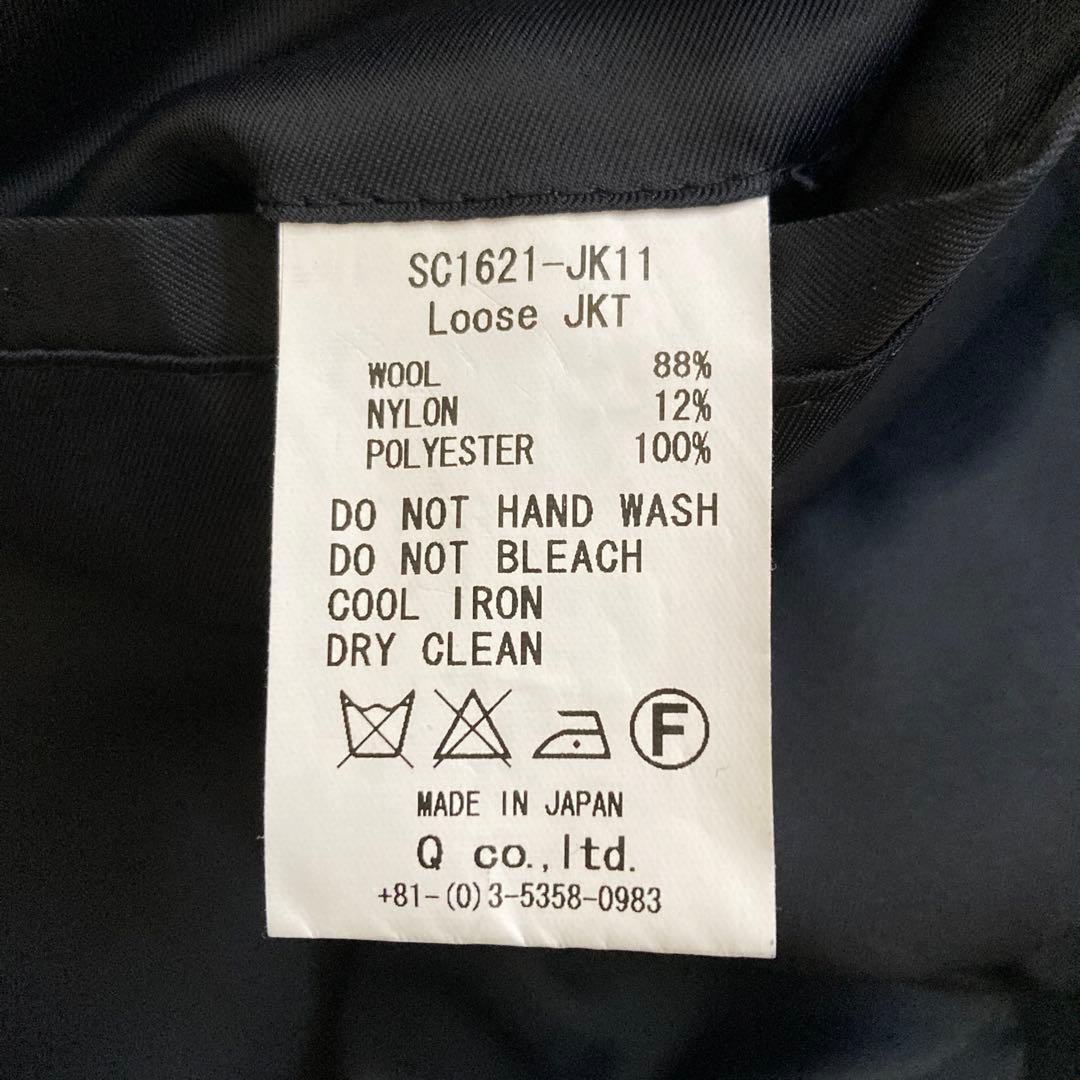 SC1621-JK11
Loose JKT
WOOL 88%
NYLON 12%
POLYESTER 100%
DO NOT HAND WASH
DO NOT BLEACH
COOL IRON
DRY CLEAN
F
MADE IN JAPAN
Q co.,ltd.
+81-(0)3-5358-0983